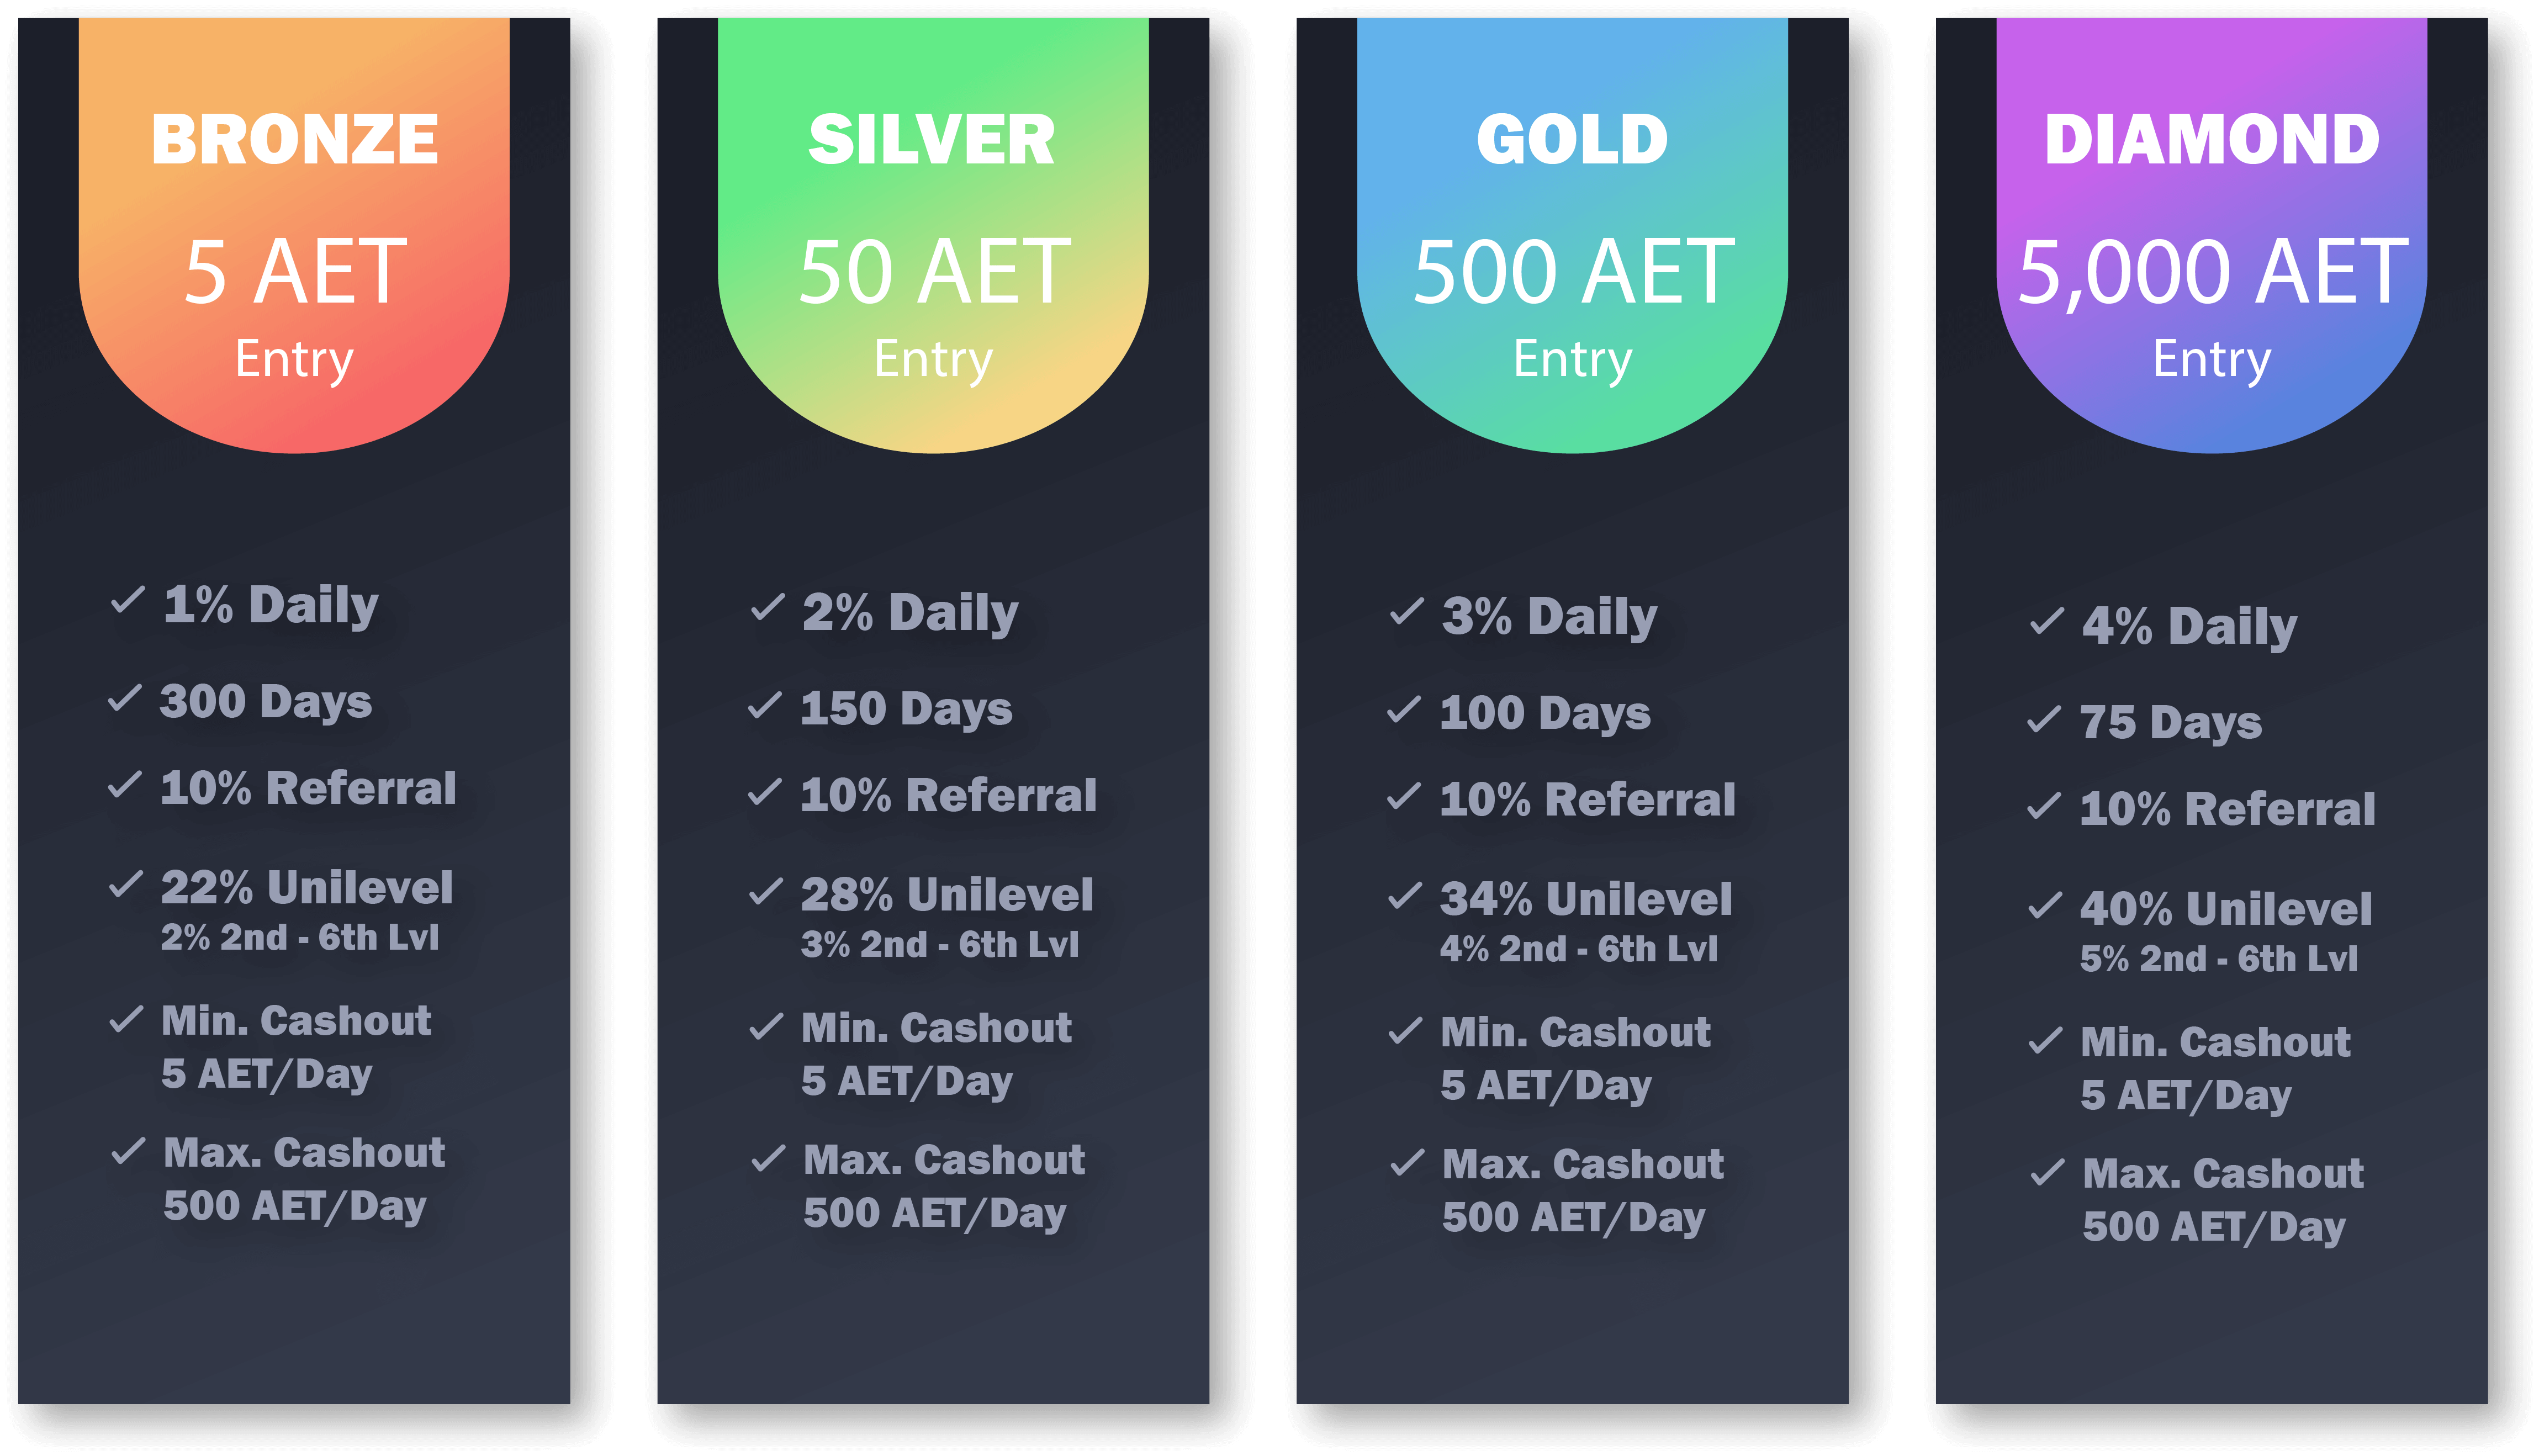 BRONZE
5 AET
Entry
1% Daily
300 Days
10% Referral
22% Unilevel
2% 2nd - 6th Lvl
Min. Cashout
5 AET/Day
Max. Cashout
500 AET/Day
SILVER
50 AET
Entry
2% Daily
150 Days
10% Referral
28% Unilevel
3% 2nd - 6th Lvl
Min. Cashout
5 AET/Day
Max. Cashout
500 AET/Day
GOLD
500 AET
Entry
3% Daily
100 Days
10% Referral
34% Unilevel
4% 2nd - 6th Lvl
Min. Cashout
5 AET/Day
Max. Cashout
500 AET/Day
DIAMOND
5,000 AET
Entry
4% Daily
75 Days
10% Referral
40% Unilevel
5% 2nd - 6th Lvl
Min. Cashout
5 AET/Day
Max. Cashout
500 AET/Day